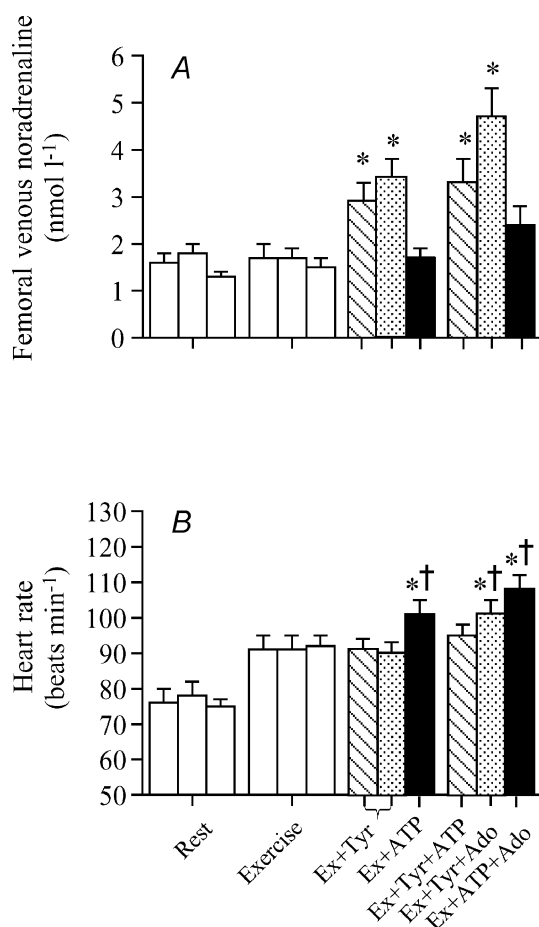 A
Femoral venous noradrenaline
(nmol l-1)
6
5
4
3
2
1
0
* * * *
B
Heart rate
(beats min-1)
130
120
110
100
90
80
70
60
50
*† *† *†
Rest
Exercise
Ex+Tyr
Ex+ATP
Ex+Tyr+ATP
Ex+Tyr+Ado
Ex+ATP+Ado